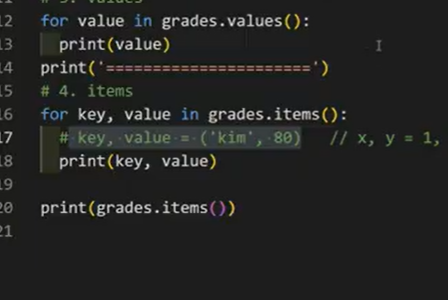 # 3. values
12 for value in grades.values():
13 print(value)
14 print('======================')
15 # 4. items
16 for key, value in grades.items():
17 # key, value = ('kim', 80) // x, y = 1,
18 print(key, value)
19
20 print(grades.items())
21